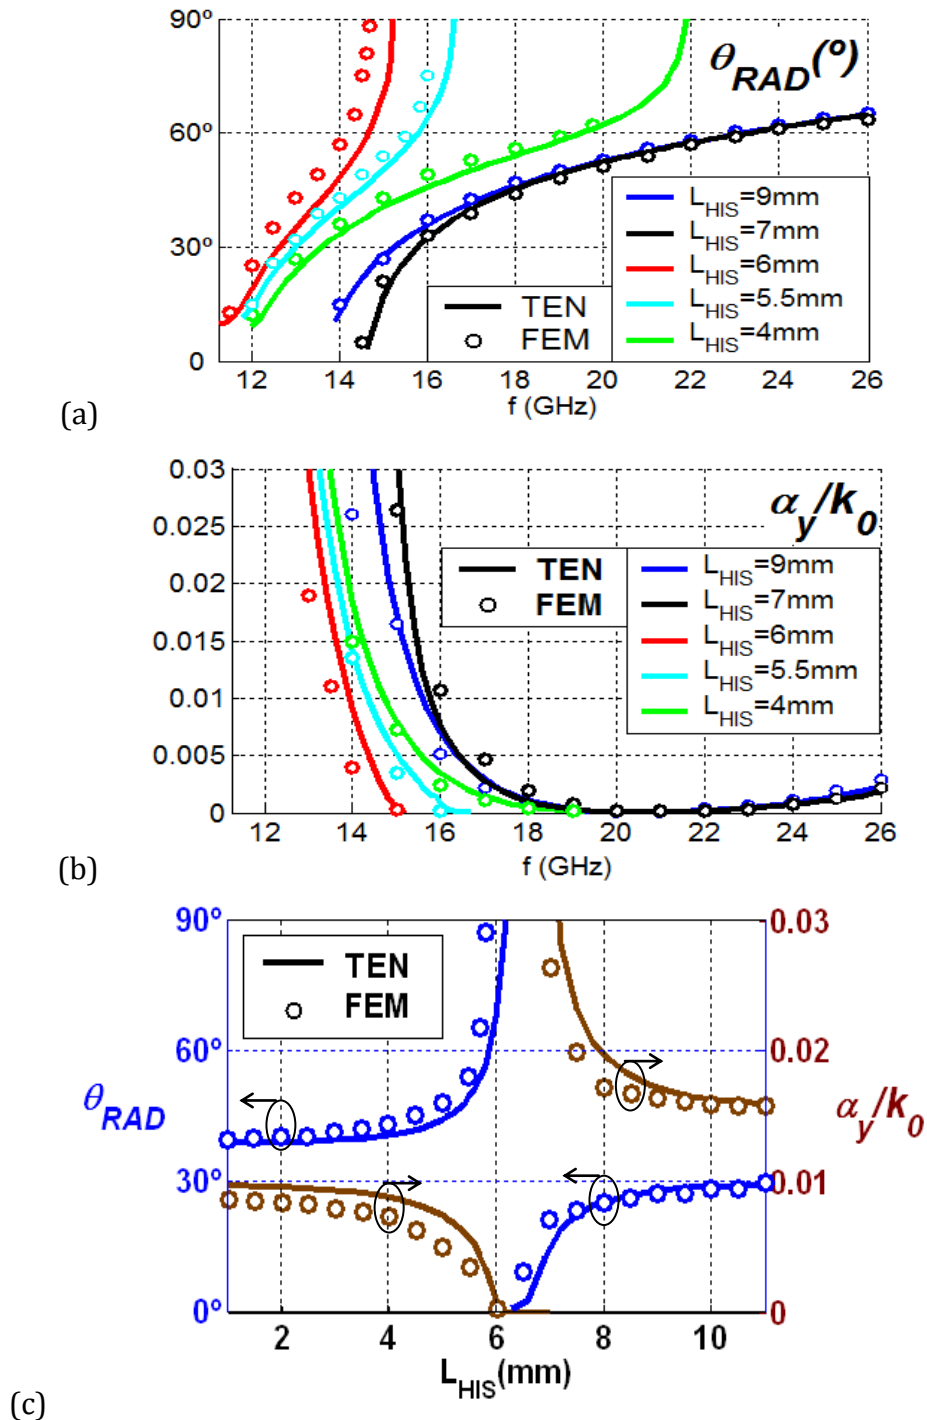 90º
60º
30º
0
θRAD(º)
LHIS=9mm
LHIS=7mm
LHIS=6mm
LHIS=5.5mm
LHIS=4mm
TEN
FEM
12 14 16 18 20 22 24 26
f (GHz)
(a)
0.03
0.025
0.02
0.015
0.01
0.005
0
αy/k0
TEN
FEM
LHIS=9mm
LHIS=7mm
LHIS=6mm
LHIS=5.5mm
LHIS=4mm
12 14 16 18 20 22 24 26
f (GHz)
(b)
90º
60º
30º
0º
θRAD
TEN
FEM
0.03
0.02
0.01
0
αy/k0
2 4 6 8 10
LHIS(mm)
(c)